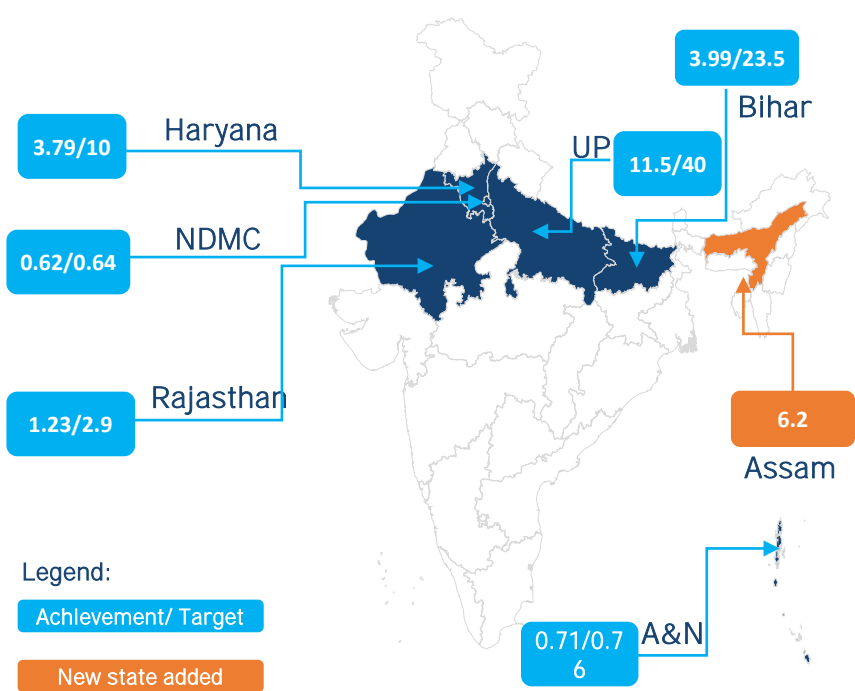 3.99/23.5
Bihar
Haryana
3.79/10
UP
11.5/40
NDMC
0.62/0.64
Rajasthan
1.23/2.9
6.2
Assam
Legend:
Achievement/ Target
New state added
0.71/0.7
6
A&N